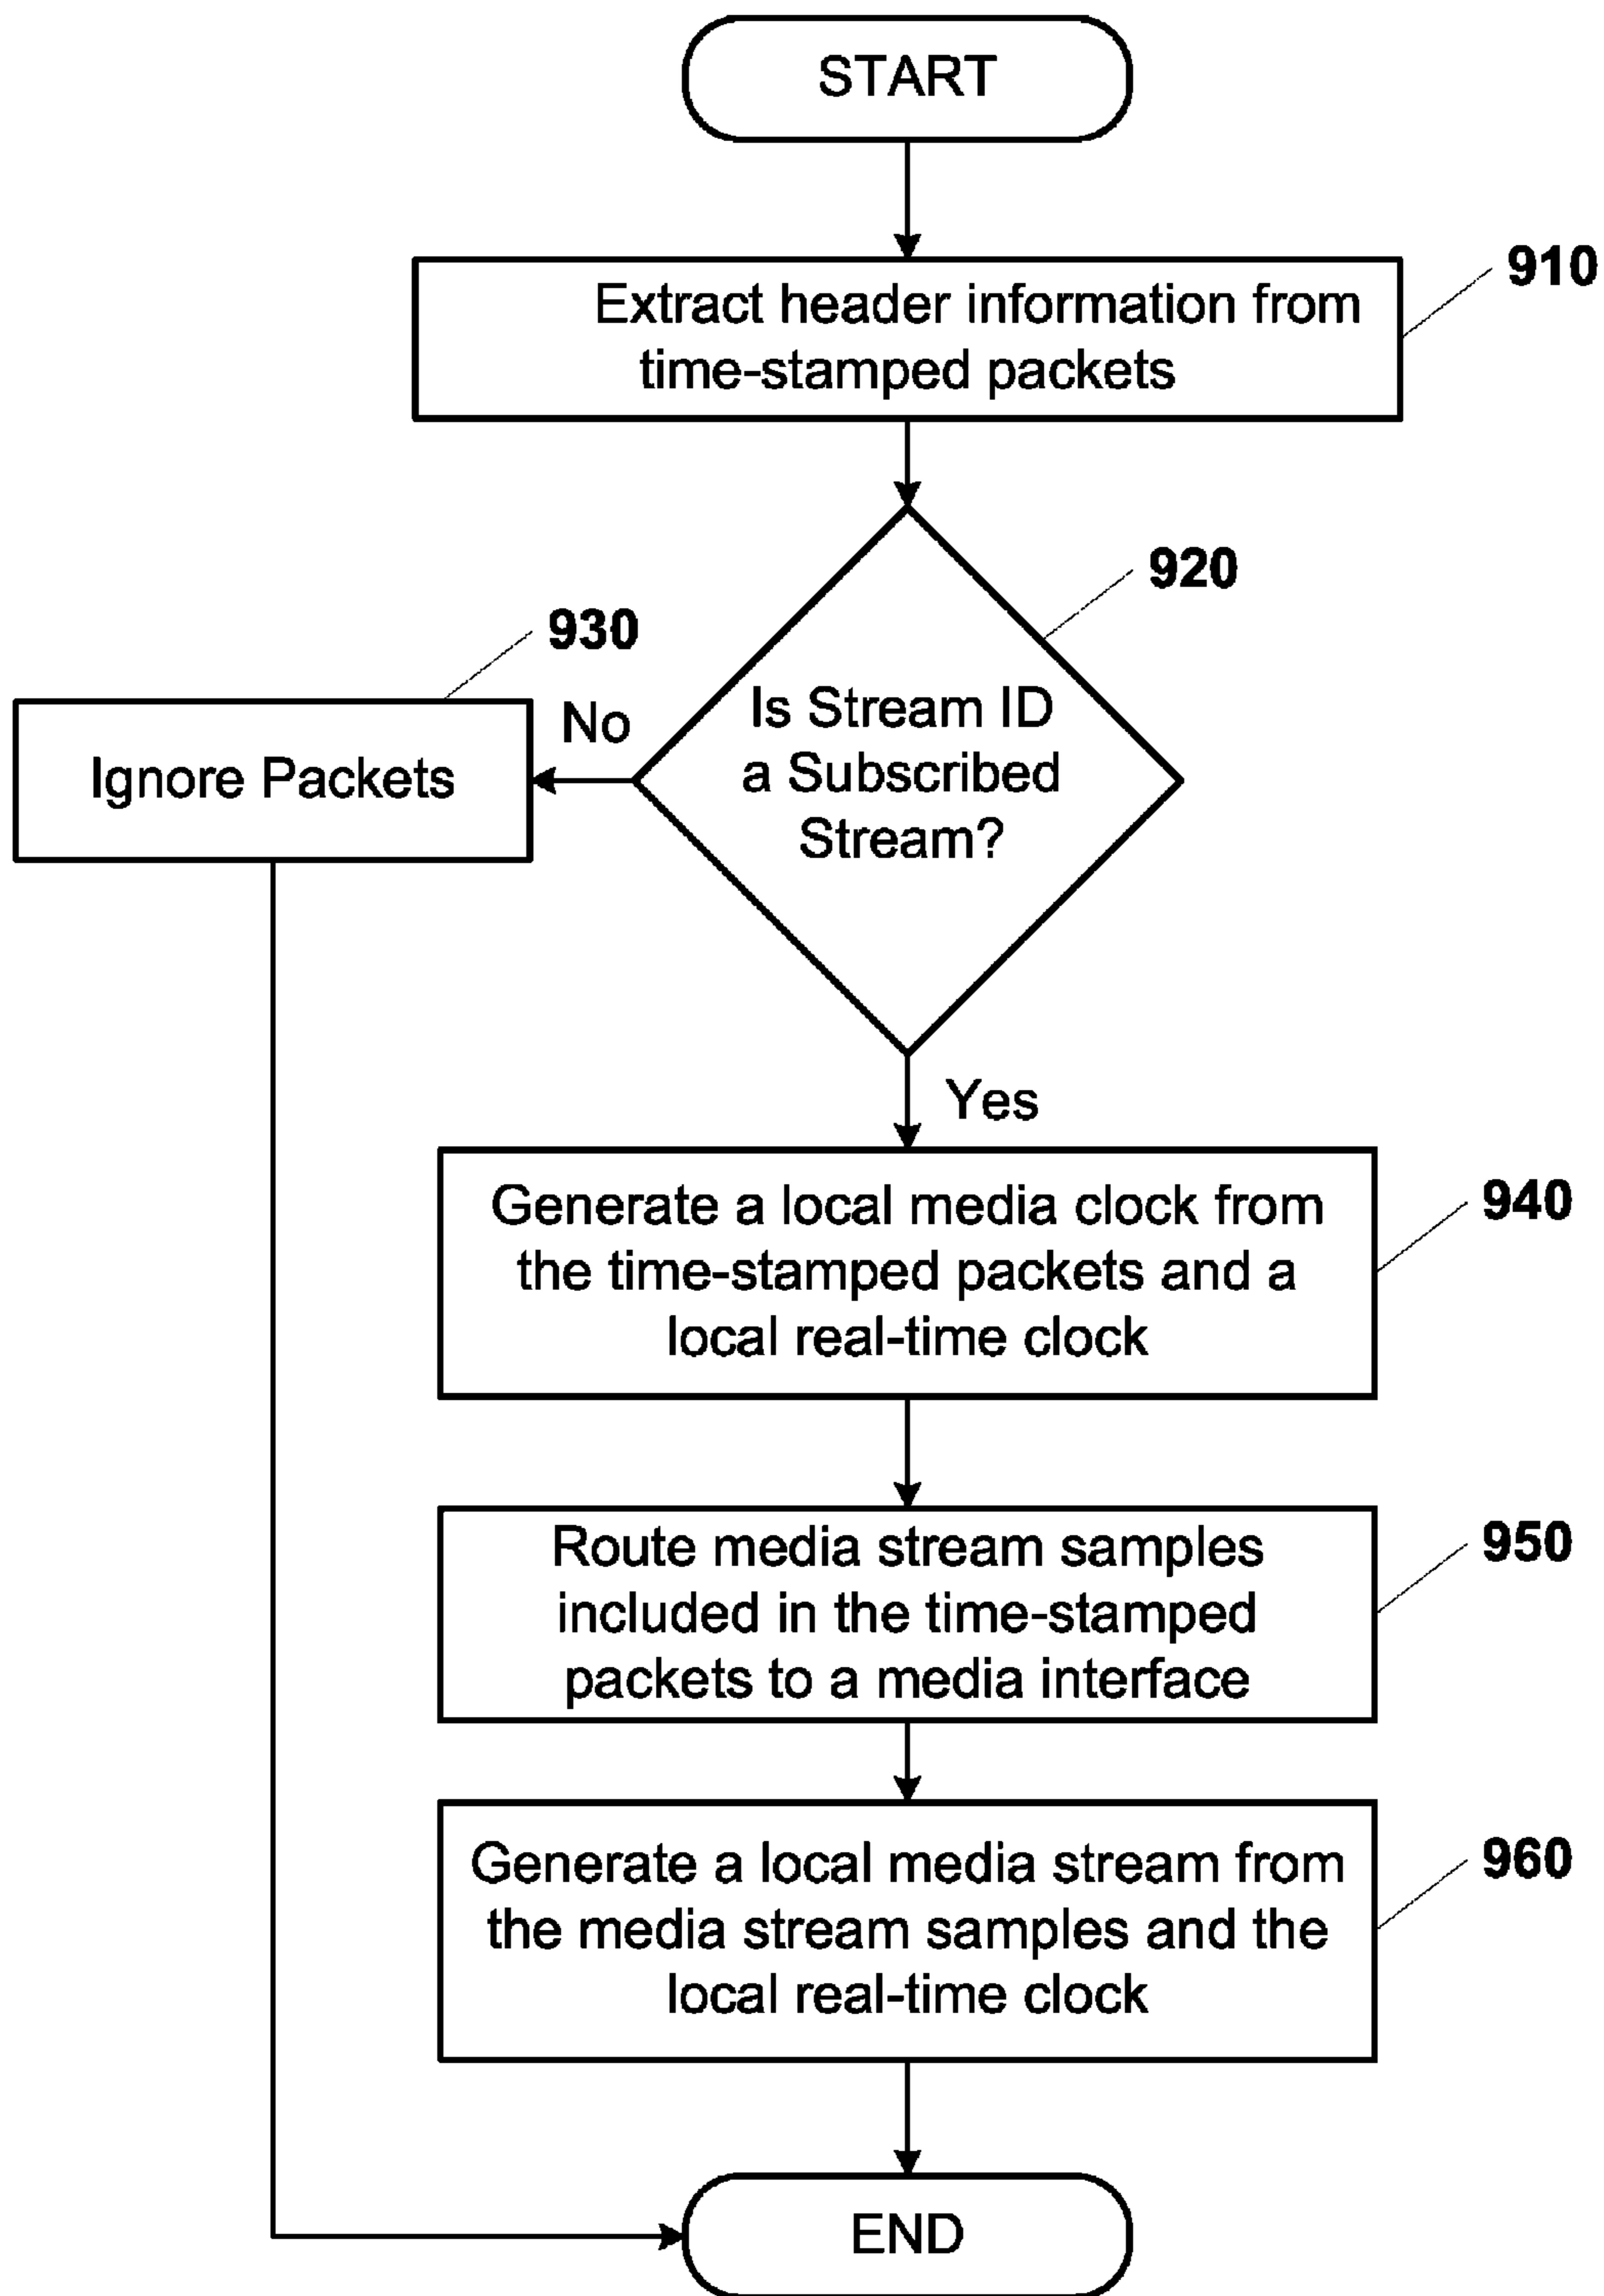 START
910
Extract header information from
time-stamped packets
920
930
No
Is Stream ID
a Subscribed
Stream?
Ignore Packets
Yes
940
Generate a local media clock from
the time-stamped packets and a
local real-time clock
950
Route media stream samples
included in the time-stamped
packets to a media interface
960
Generate a local media stream from
the media stream samples and the
local real-time clock
END